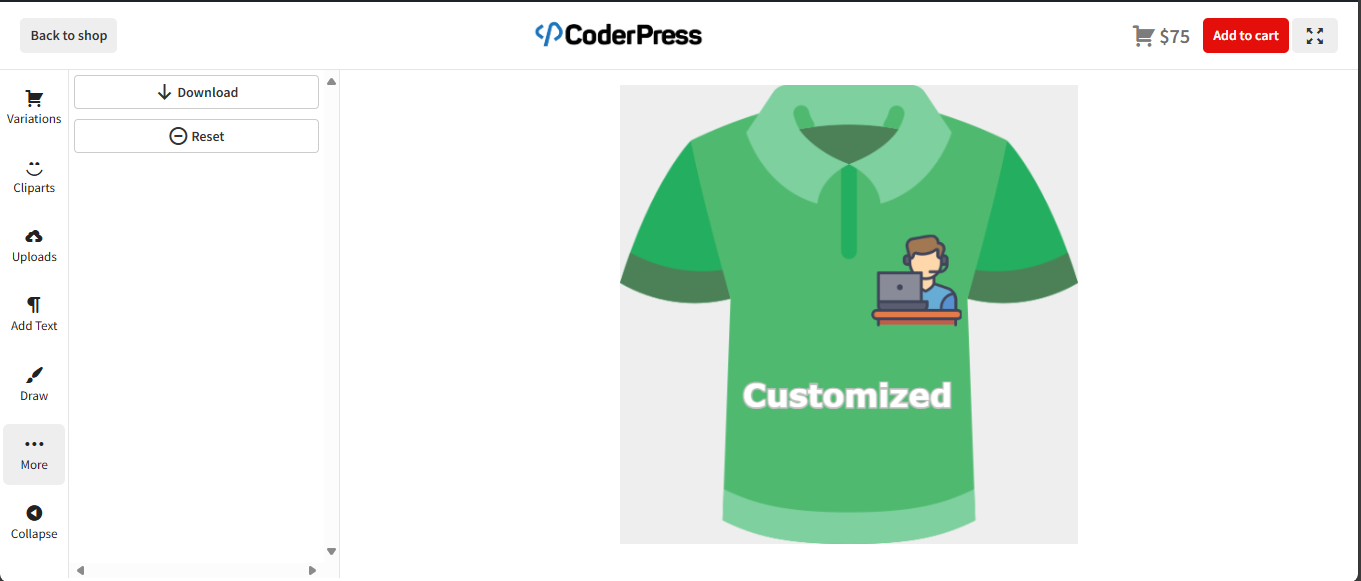 Back to shop
CoderPress
$75
Add to cart
Variations
Cliparts
Uploads
Add Text
Draw
More
Collapse
Download
Reset
Customized